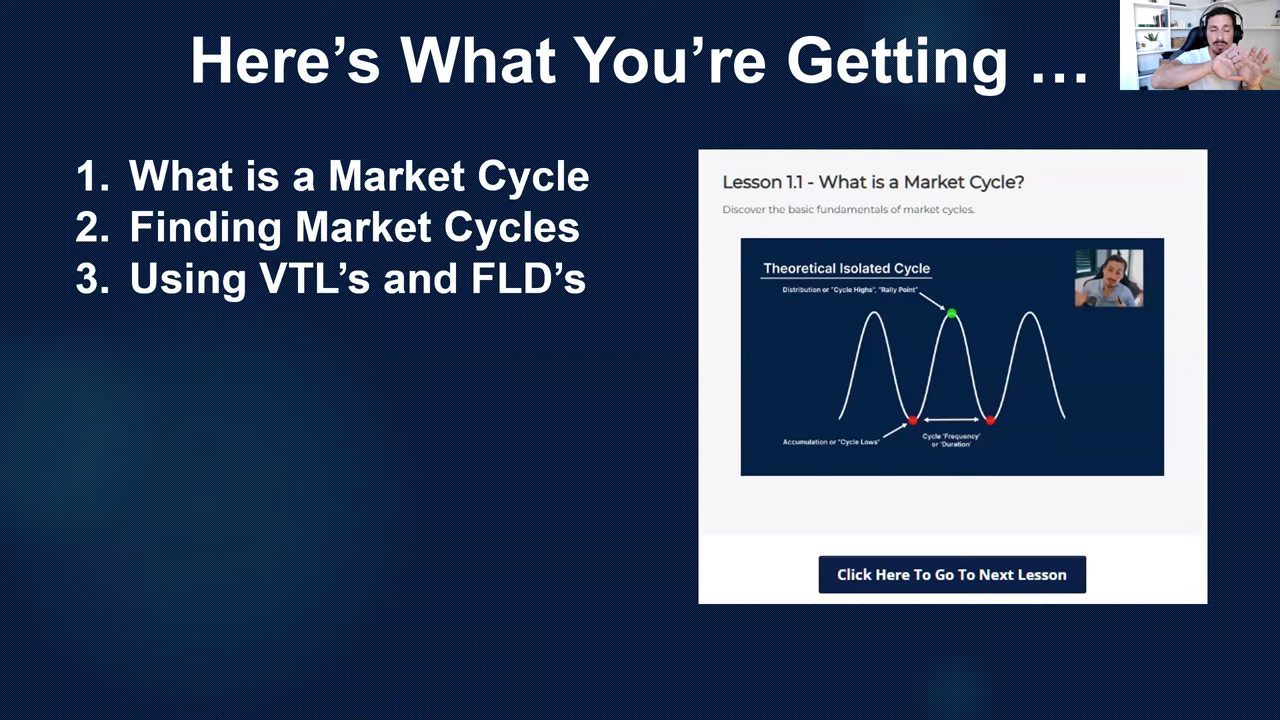 Here’s What You’re Getting …
1. What is a Market Cycle
2. Finding Market Cycles
3. Using VTL’s and FLD’s
Lesson 1.1 - What is a Market Cycle?
Discover the basic fundamentals of market cycles.
Theoretical Isolated Cycle
Distribution or "Cycle Highs", "Rally Point"
Accumulation or "Cycle Lows"
Cycle 'Frequency'
or 'Duration'
Click Here To Go To Next Lesson